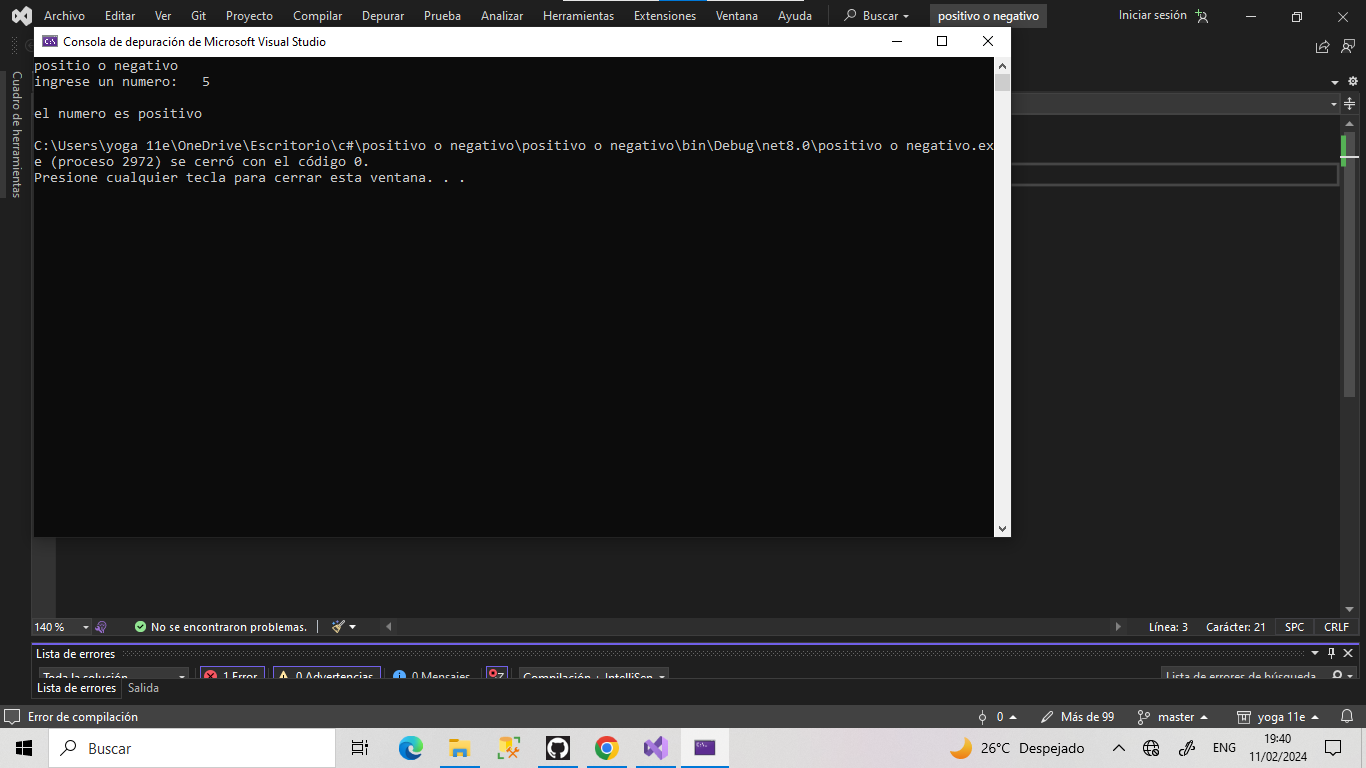 Archivo Editar Ver Git Proyecto Compilar Depurar Prueba Analizar Herramientas Extensiones Ventana Ayuda Buscar positivo o negativo Iniciar sesión
Consola de depuración de Microsoft Visual Studio
Cuadro de herramientas
positio o negativo
ingrese un numero: 5
el numero es positivo
C:\Users\yoga 11e\OneDrive\Escritorio\c#\positivo o negativo\positivo o negativo\bin\Debug\net8.0\positivo o negativo.ex
e (proceso 2972) se cerró con el código 0.
Presione cualquier tecla para cerrar esta ventana. . .
140 % No se encontraron problemas. Línea: 3 Carácter: 21 SPC CRLF
Lista de errores
Toda la solución 1 Error 0 Advertencias 0 Mensajes Compilación + IntelliSen Lista de errores de búsqueda
Lista de errores Salida
Error de compilación 0 Más de 99 master yoga 11e
Buscar 26°C Despejado ENG 19:40
11/02/2024